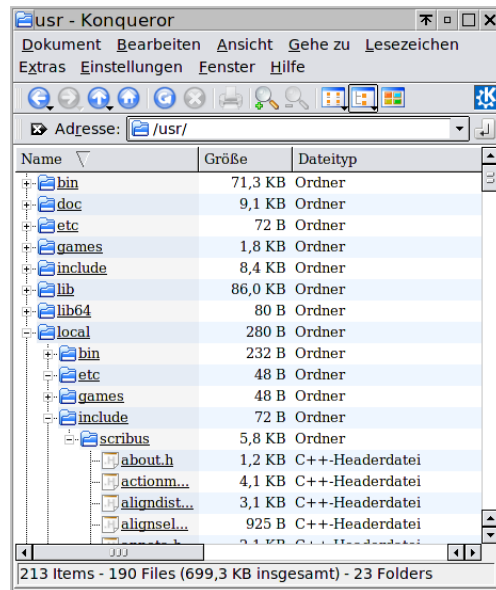 usr - Konqueror
Dokument Bearbeiten Ansicht Gehe zu Lesezeichen
Extras Einstellungen Fenster Hilfe
Adresse: /usr/
Name Größe Dateityp
bin 71,3 KB Ordner
doc 9,1 KB Ordner
etc 72 B Ordner
games 1,8 KB Ordner
include 8,4 KB Ordner
lib 86,0 KB Ordner
lib64 80 B Ordner
local 280 B Ordner
bin 232 B Ordner
etc 48 B Ordner
games 48 B Ordner
include 72 B Ordner
scribus 5,8 KB Ordner
about.h 1,2 KB C++-Headerdatei
actionm... 4,1 KB C++-Headerdatei
aligndist... 3,1 KB C++-Headerdatei
alignsel... 925 B C++-Headerdatei
213 Items - 190 Files (699,3 KB insgesamt) - 23 Folders